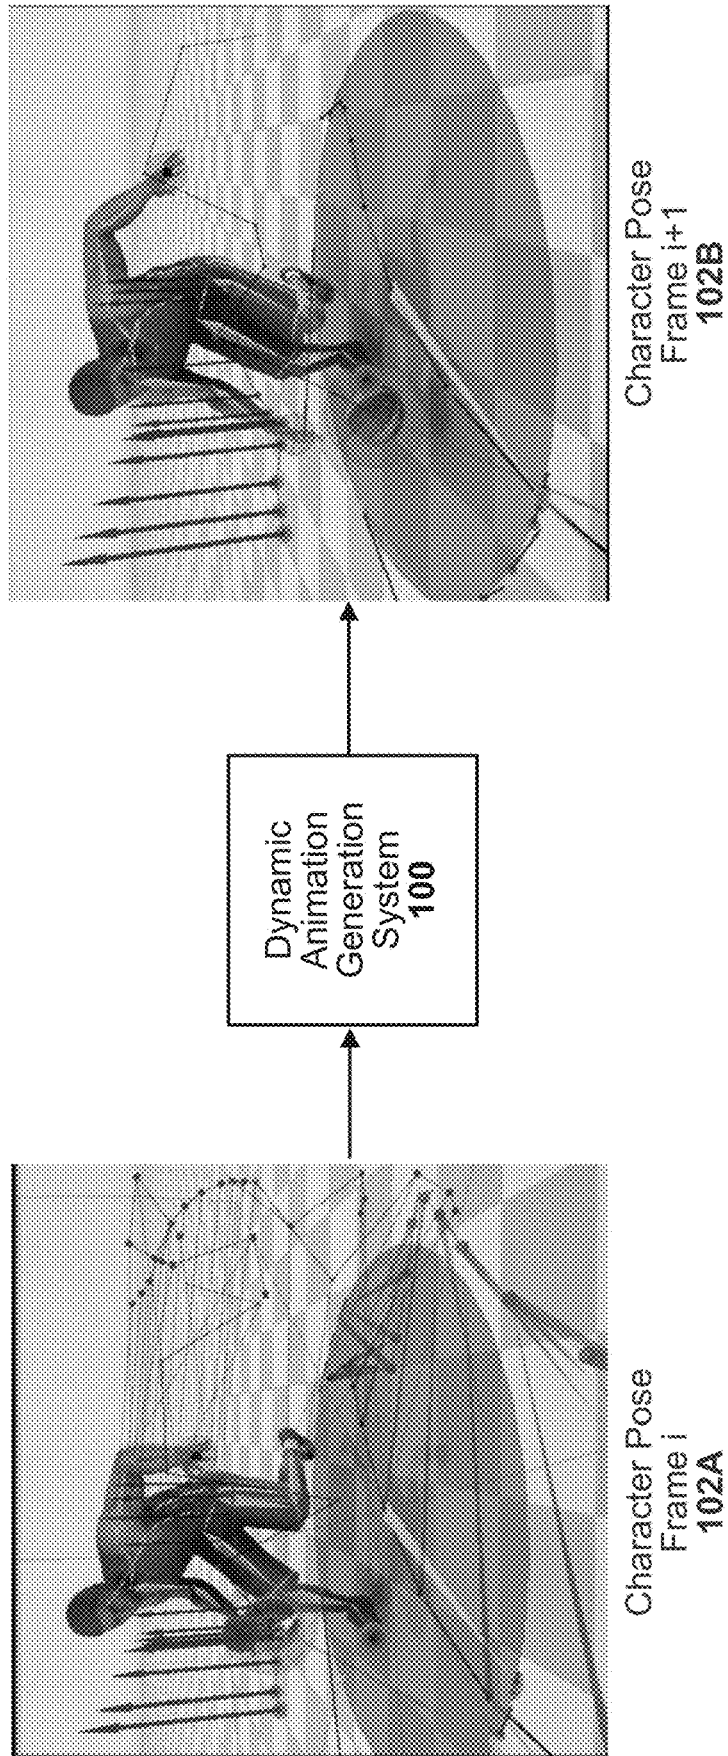 Character Pose
Frame i
102A
Dynamic
Animation
Generation
System
100
Character Pose
Frame i+1
102B